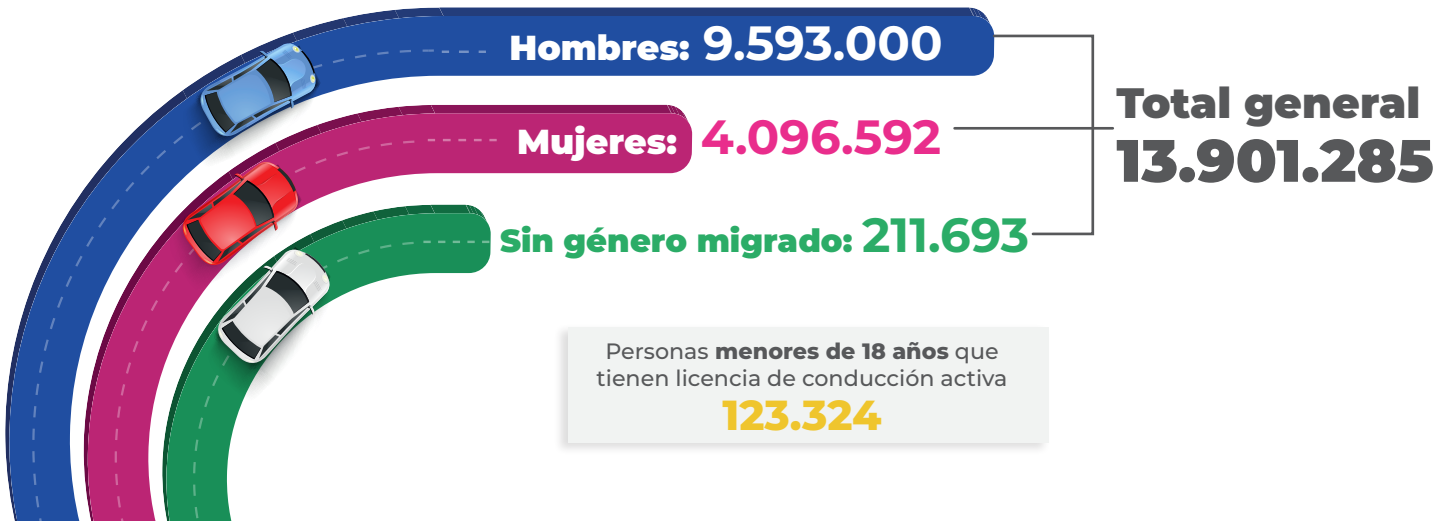 Hombres: 9.593.000
Mujeres: 4.096.592
Sin género migrado: 211.693
Total general
13.901.285
Personas menores de 18 años que
tienen licencia de conducción activa
123.324